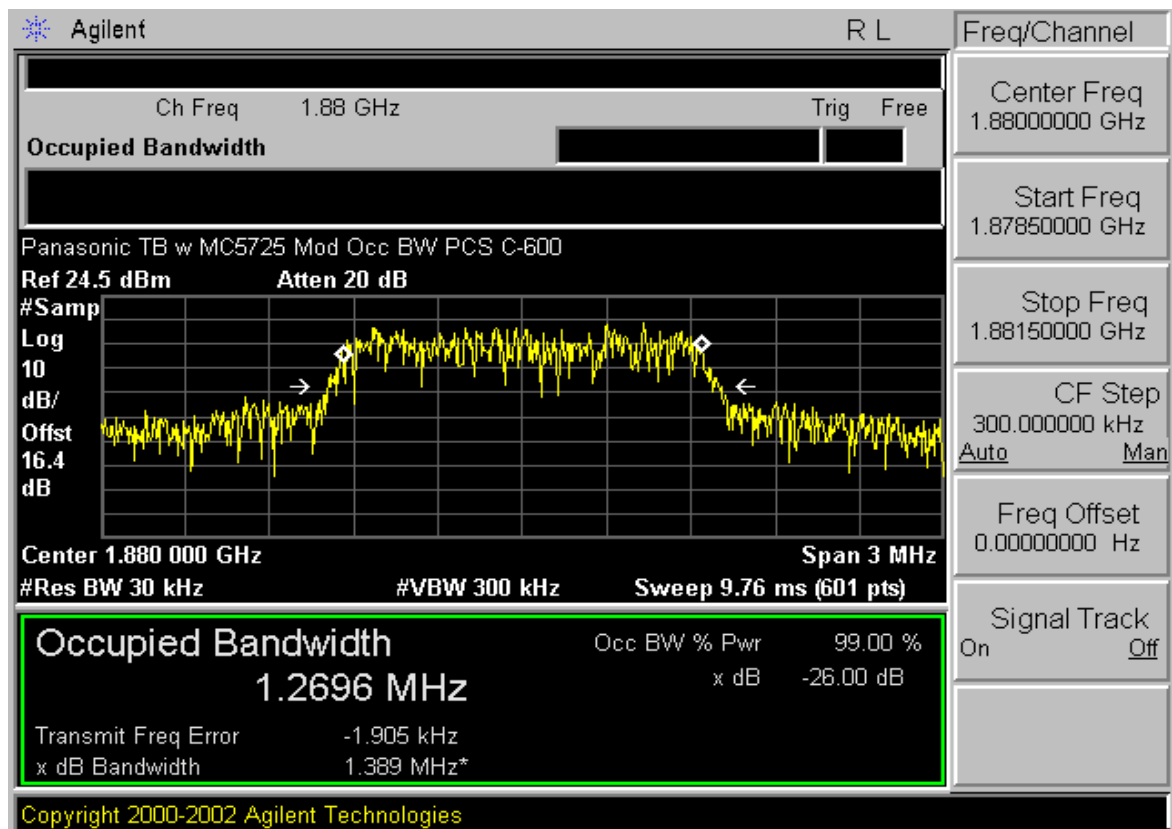 Agilent R L
Ch Freq 1.88 GHz Trig Free
Occupied Bandwidth
Panasonic TB w MC5725 Mod Occ BW PCS C-600
Ref 24.5 dBm Atten 20 dB
#Samp
Log
10
dB/
Offst
16.4
dB
Center 1.880 000 GHz Span 3 MHz
#Res BW 30 kHz #VBW 300 kHz Sweep 9.76 ms (601 pts)
Occupied Bandwidth Occ BW % Pwr 99.00 %
1.2696 MHz x dB -26.00 dB
Transmit Freq Error -1.905 kHz
x dB Bandwidth 1.389 MHz*
Copyright 2000-2002 Agilent Technologies
Freq/Channel
Center Freq
1.88000000 GHz
Start Freq
1.87850000 GHz
Stop Freq
1.88150000 GHz
CF Step
300.000000 kHz
Auto Man
Freq Offset
0.00000000 Hz
Signal Track
On Off